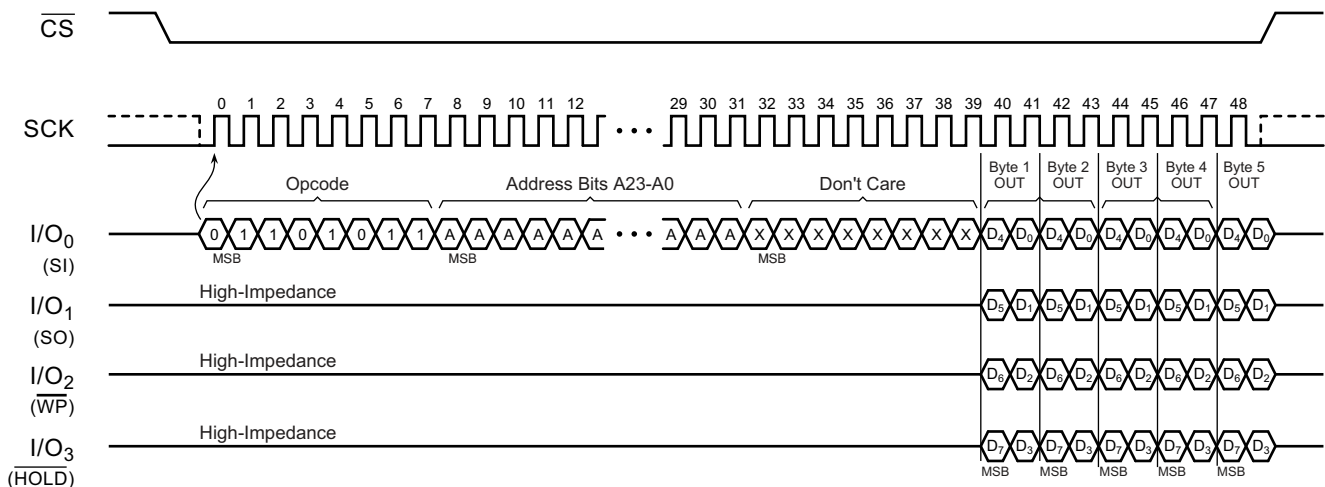 CS
SCK
0 1 2 3 4 5 6 7 8 9 10 11 12 29 30 31 32 33 34 35 36 37 38 39 40 41 42 43 44 45 46 47 48
Opcode Address Bits A23-A0 Don't Care
Byte 1 OUT Byte 2 OUT Byte 3 OUT Byte 4 OUT Byte 5 OUT
I/O0 (SI)
0 1 1 0 1 0 1 1 A A A A A A A A A X X X X X X X X D4 D0 D4 D0 D4 D0 D4 D0 D4 D0
MSB MSB MSB
I/O1 (SO)
High-Impedance
D5 D1 D5 D1 D5 D1 D5 D1 D5 D1
I/O2 (WP)
High-Impedance
D6 D2 D6 D2 D6 D2 D6 D2 D6 D2
I/O3 (HOLD)
High-Impedance
D7 D3 D7 D3 D7 D3 D7 D3 D7 D3
MSB MSB MSB MSB MSB